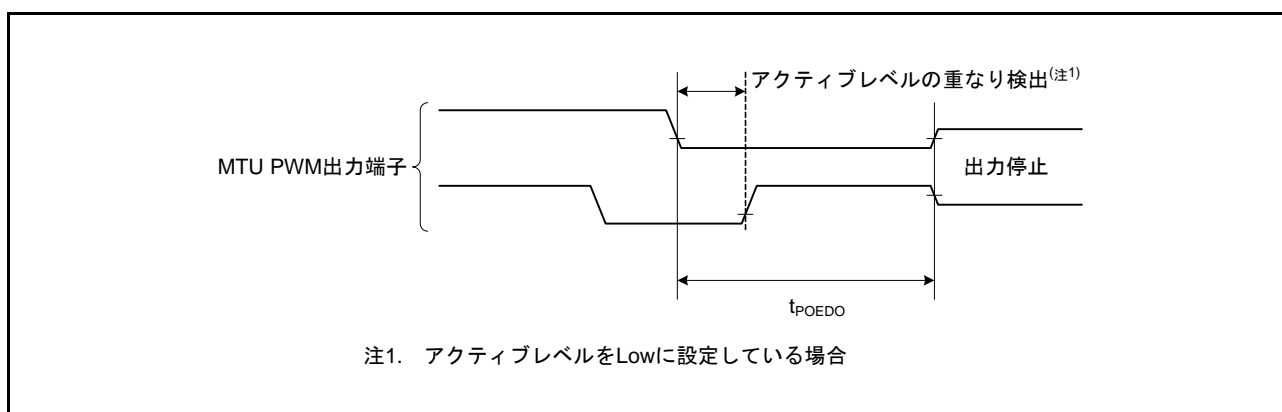 アクティブレベルの重なり検出(注1)
MTU PWM出力端子
出力停止
tPOEDO
注1. アクティブレベルをLowに設定している場合